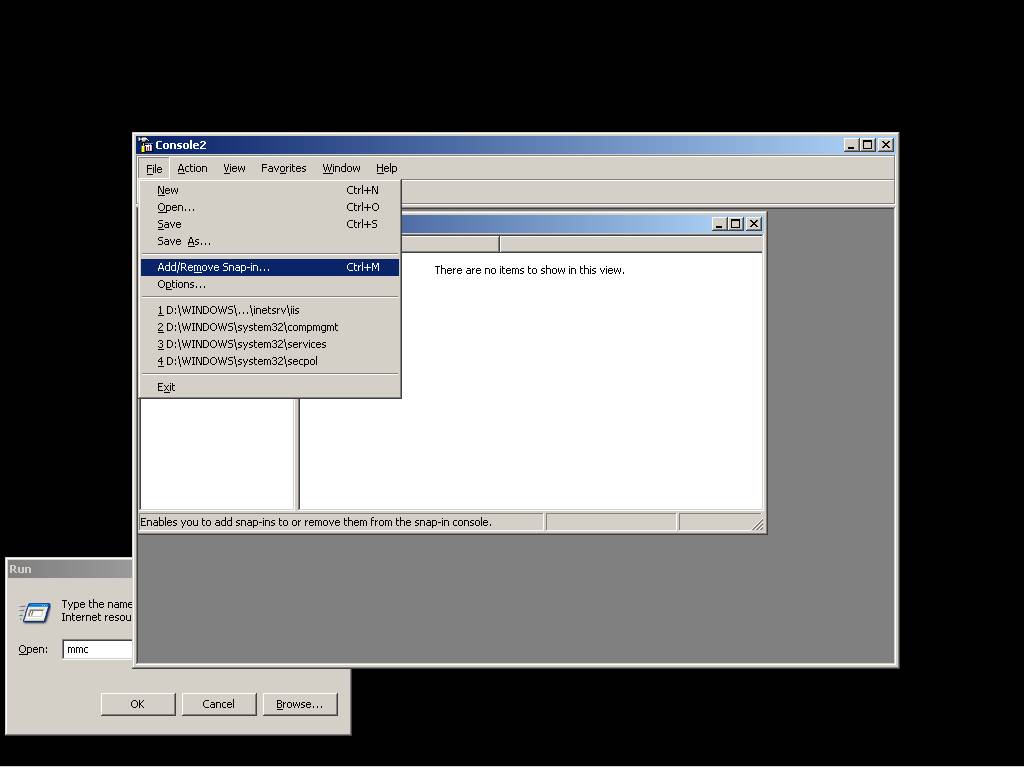 Console2
File Action View Favorites Window Help
New Ctrl+N
Open... Ctrl+O
Save Ctrl+S
Save As...
Add/Remove Snap-in... Ctrl+M
Options...
1 D:\WINDOWS\...\inetsrv\iis
2 D:\WINDOWS\system32\compmgmt
3 D:\WINDOWS\system32\services
4 D:\WINDOWS\system32\secpol
Exit
There are no items to show in this view.
Enables you to add snap-ins to or remove them from the snap-in console.
Run
Type the name
Internet resou
Open: mmc
OK Cancel Browse...